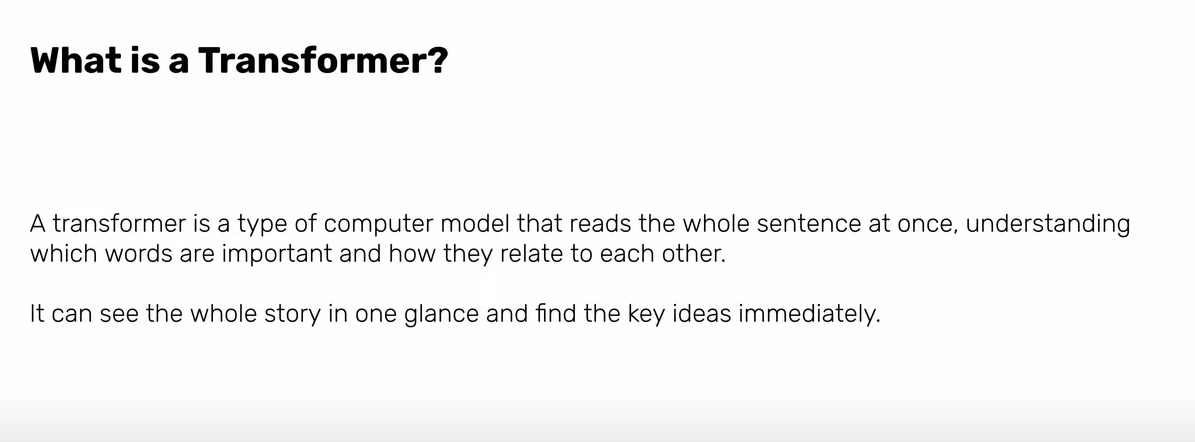 What is a Transformer?
A transformer is a type of computer model that reads the whole sentence at once, understanding
which words are important and how they relate to each other.
It can see the whole story in one glance and find the key ideas immediately.